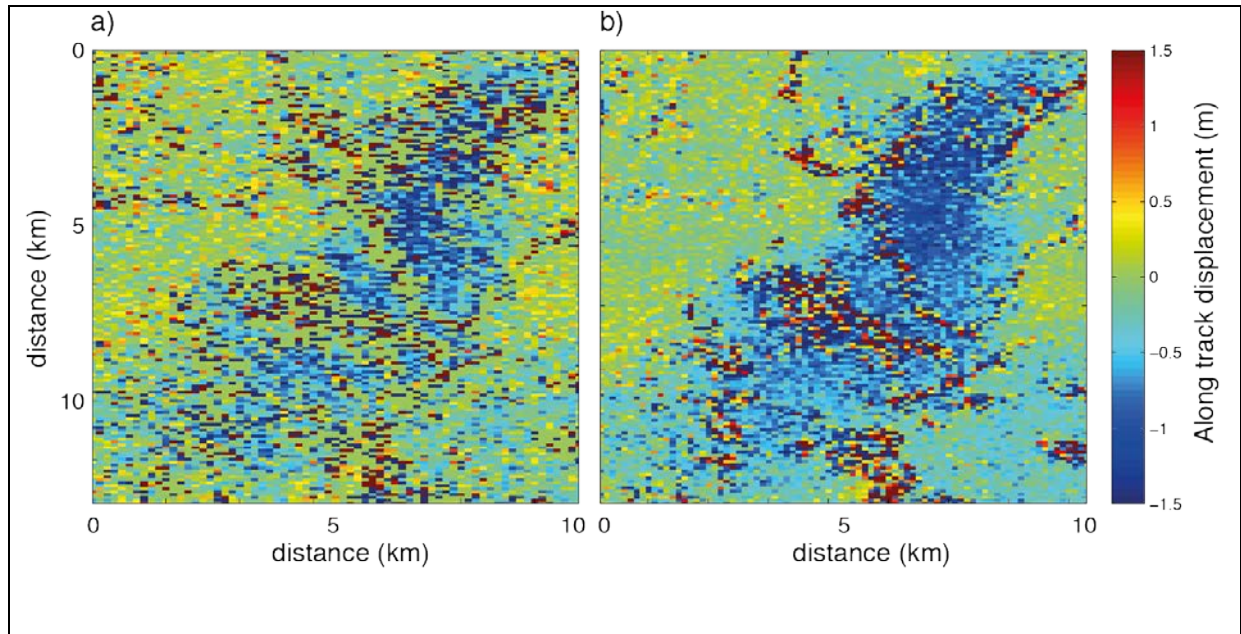 a)
b)
0
5
10
distance (km)
0 5 10
distance (km)
0 5 10
distance (km)
1.5
1
0.5
0
−0.5
−1
−1.5
Along track displacement (m)